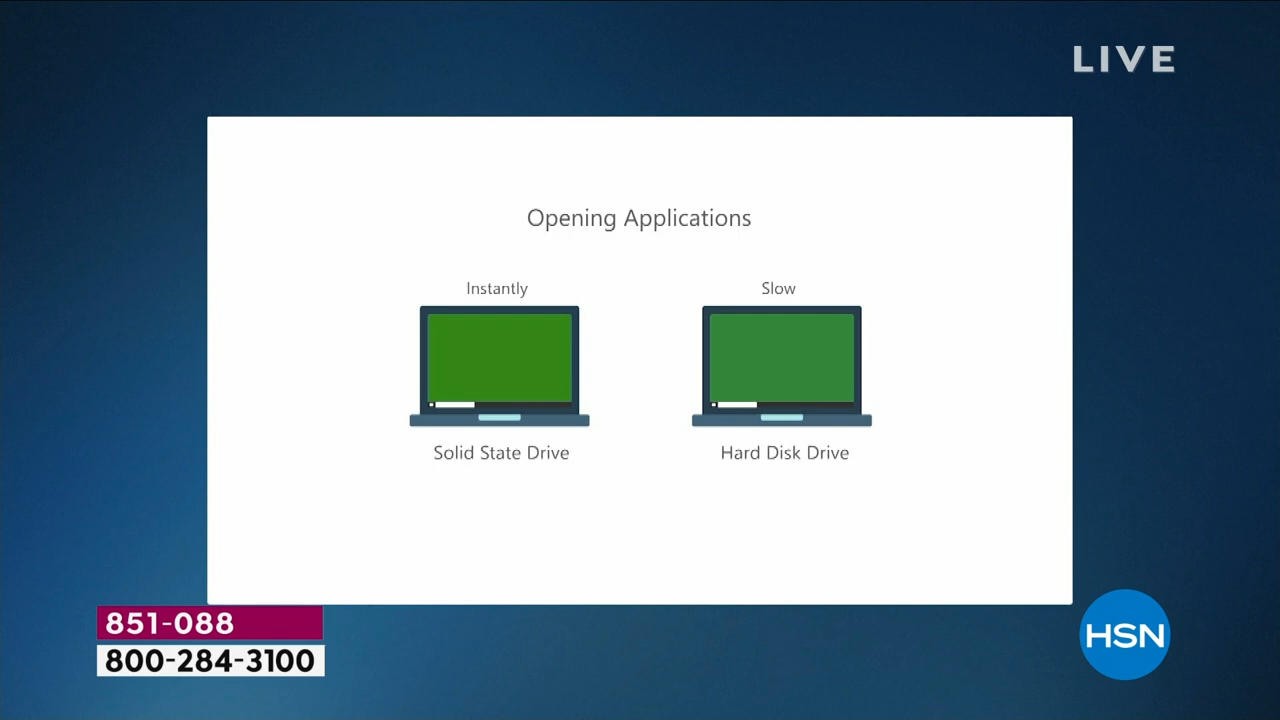 LIVE
Opening Applications
Instantly
Slow
Solid State Drive
Hard Disk Drive
851-088
800-284-3100
HSN